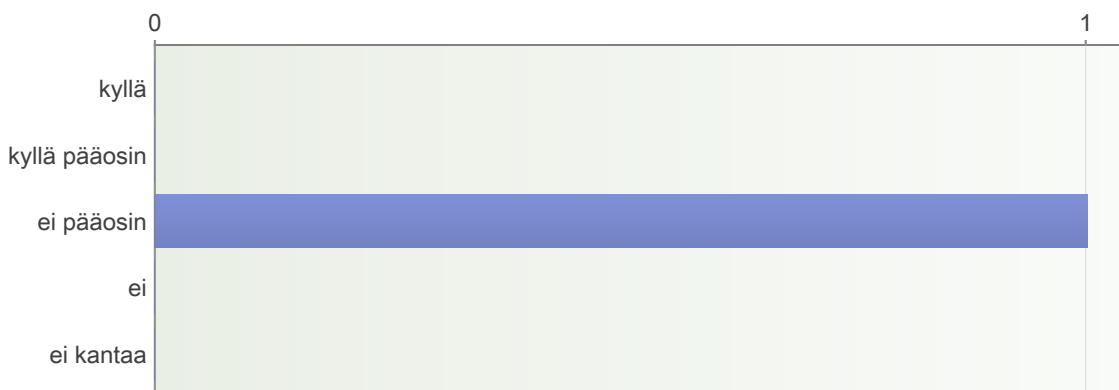 0 1
kyllä
kyllä pääosin
ei pääosin
ei
ei kantaa